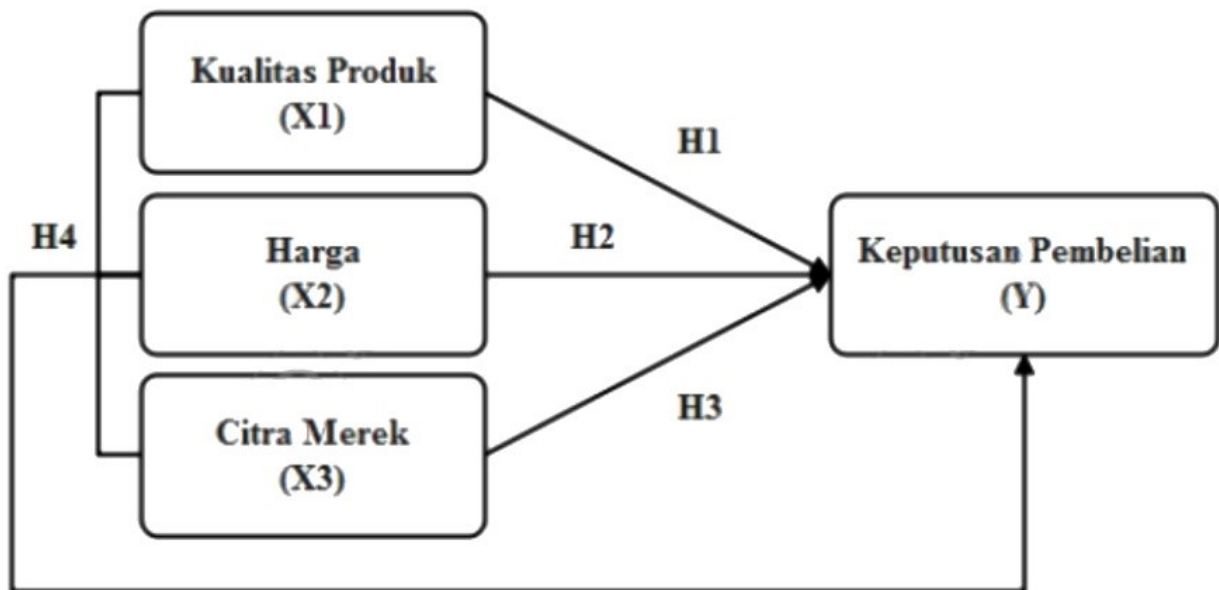 Kualitas Produk
(X1)
H1
H4
Harga
(X2)
H2
Keputusan Pembelian
(Y)
Citra Merek
(X3)
H3